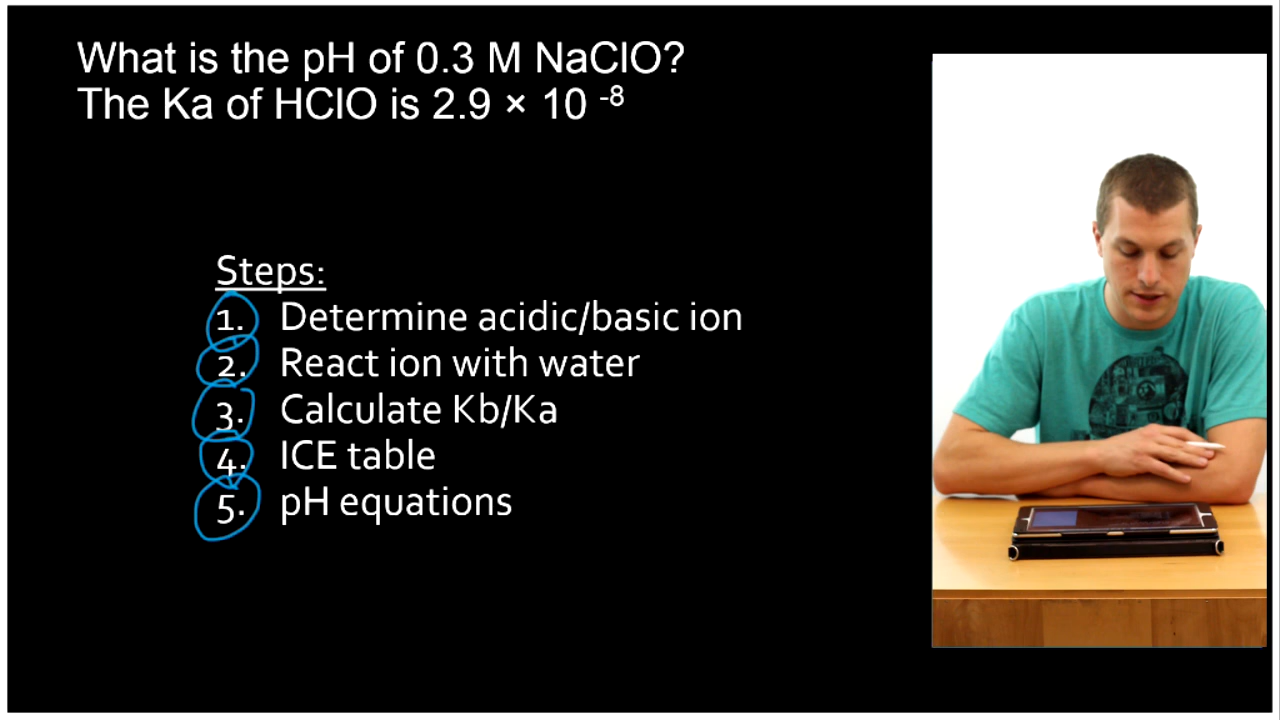 What is the pH of 0.3 M NaClO?
The Ka of HClO is 2.9 × 10 -8
Steps:
1. Determine acidic/basic ion
2. React ion with water
3. Calculate Kb/Ka
4. ICE table
5. pH equations